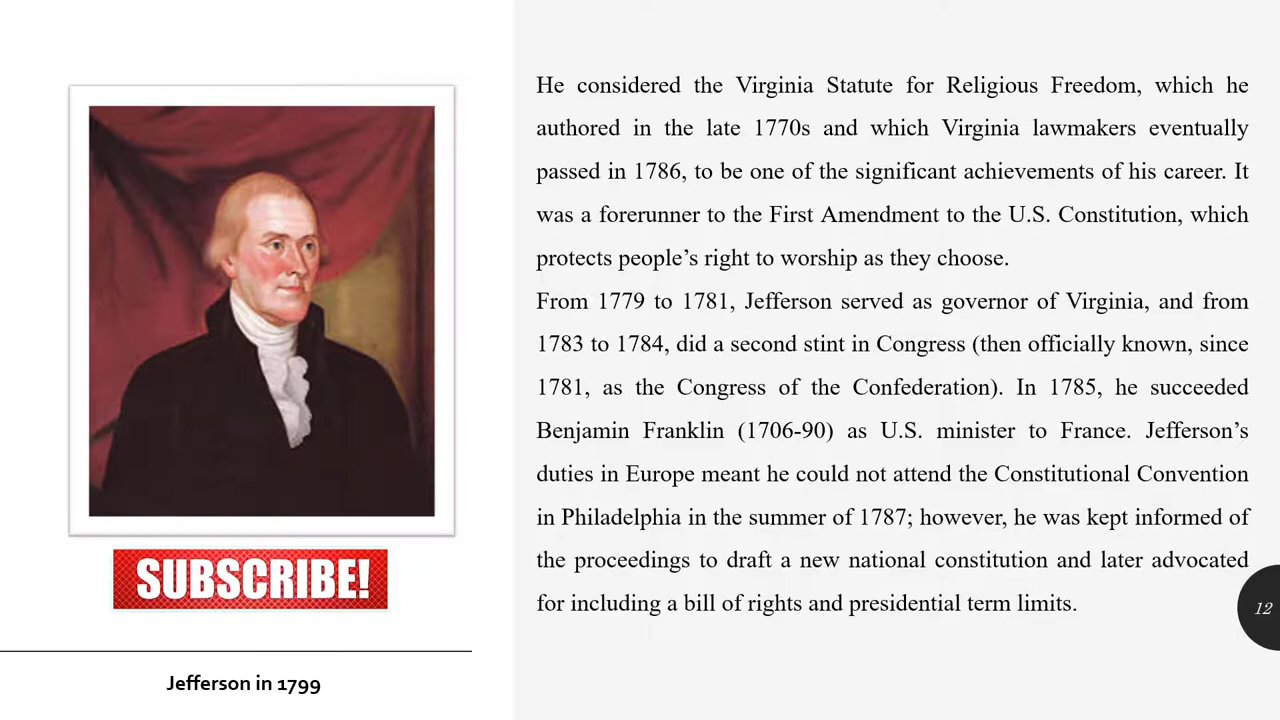 He considered the Virginia Statute for Religious Freedom, which he
authored in the late 1770s and which Virginia lawmakers eventually
passed in 1786, to be one of the significant achievements of his career. It
was a forerunner to the First Amendment to the U.S. Constitution, which
protects people’s right to worship as they choose.
From 1779 to 1781, Jefferson served as governor of Virginia, and from
1783 to 1784, did a second stint in Congress (then officially known, since
1781, as the Congress of the Confederation). In 1785, he succeeded
Benjamin Franklin (1706-90) as U.S. minister to France. Jefferson’s
duties in Europe meant he could not attend the Constitutional Convention
in Philadelphia in the summer of 1787; however, he was kept informed of
the proceedings to draft a new national constitution and later advocated
for including a bill of rights and presidential term limits.
SUBSCRIBE!
Jefferson in 1799
12